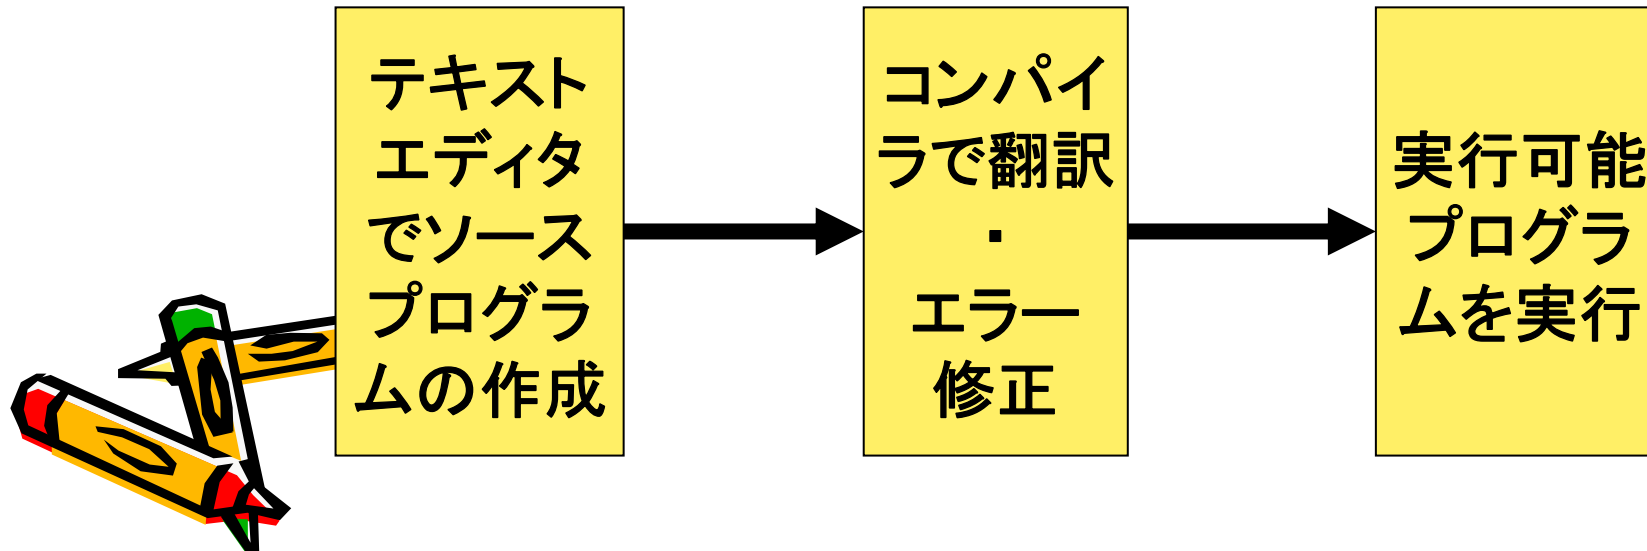 テキスト
エディタ
でソース
プログラ
ムの作成
コンパイ
ラで翻訳
・
エラー
修正
実行可能
プログラ
ムを実行